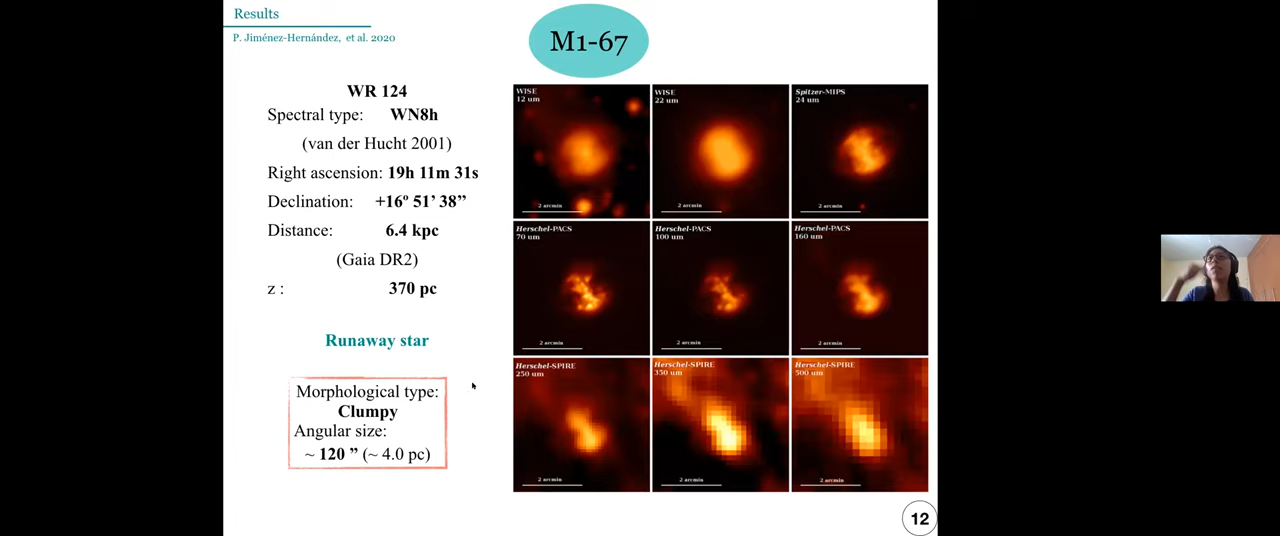 Results
P. Jiménez-Hernández, et al. 2020
M1-67
WR 124
Spectral type: WN8h
(van der Hucht 2001)
Right ascension: 19h 11m 31s
Declination: +16º 51’ 38”
Distance: 6.4 kpc
(Gaia DR2)
z : 370 pc
Runaway star
Morphological type:
Clumpy
Angular size:
~ 120 ” (~ 4.0 pc)
WISE
12 um
2 arcmin
WISE
22 um
2 arcmin
Spitzer-MIPS
24 um
2 arcmin
Herschel-PACS
70 um
2 arcmin
Herschel-PACS
100 um
2 arcmin
Herschel-PACS
160 um
2 arcmin
Herschel-SPIRE
250 um
2 arcmin
Herschel-SPIRE
350 um
2 arcmin
Herschel-SPIRE
500 um
2 arcmin
12